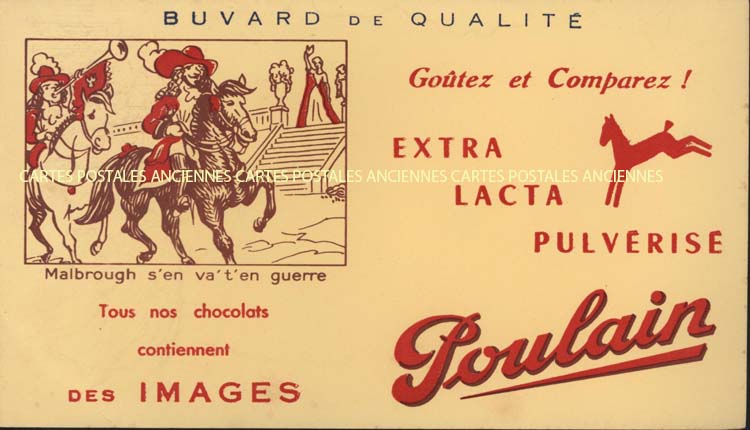 BUVARD DE QUALITÉ
CARTES POSTALES ANCIENNES CARTES POSTALES ANCIENNES CARTES POSTALES ANCIENNES
Malbrough s'en va't'en guerre
Tous nos chocolats
contiennent
DES IMAGES
Goûtez et Comparez !
EXTRA
LACTA
PULVÉRISÉ
Poulain